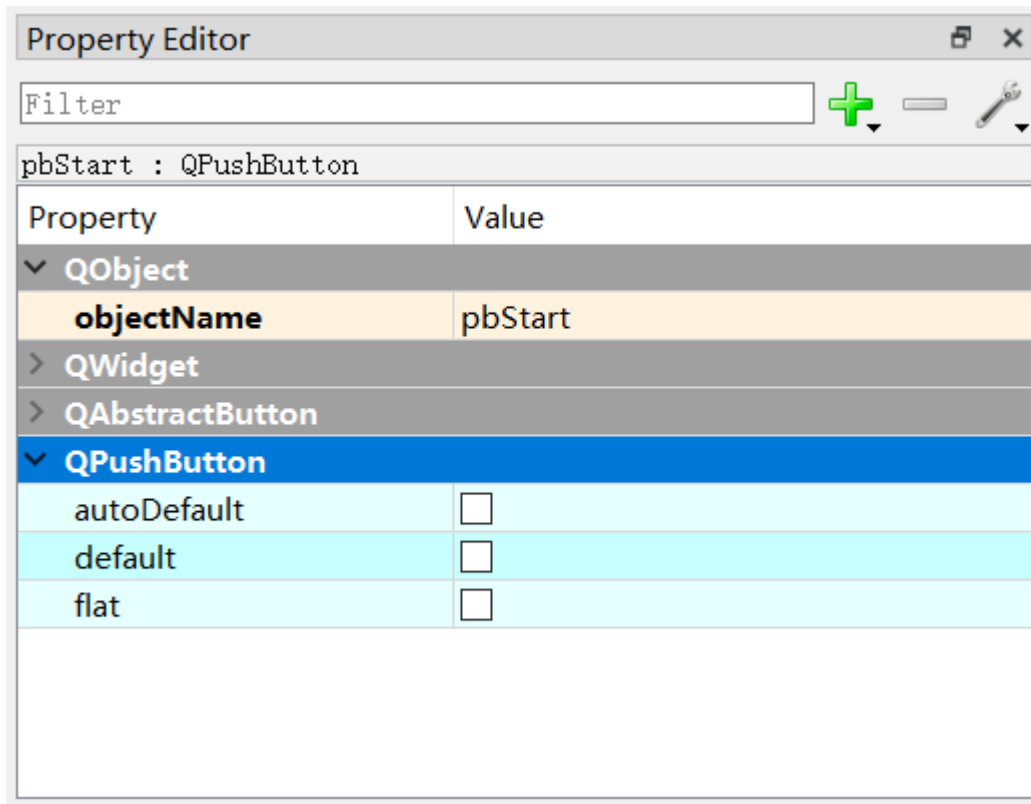 Property Editor
Filter
pbStart : QPushButton
Property Value
QObject
objectName pbStart
QWidget
QAbstractButton
QPushButton
autoDefault
default
flat